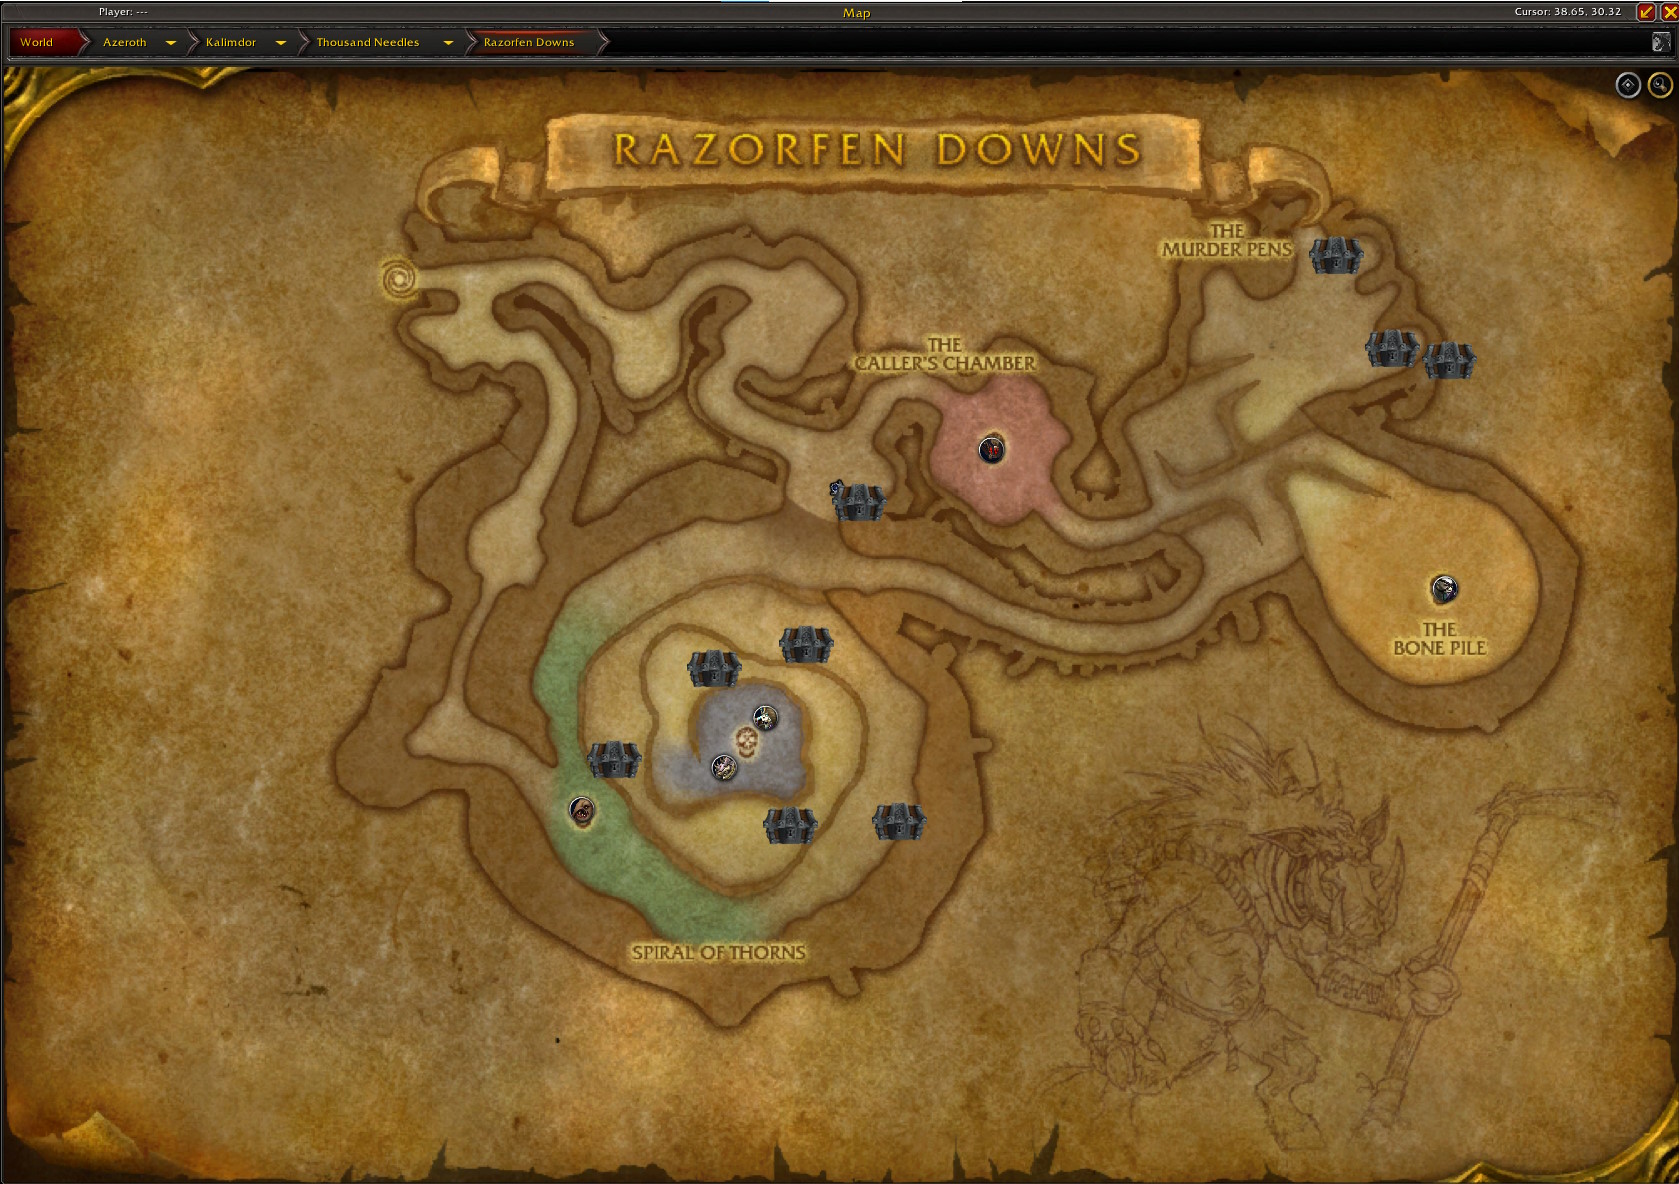 Player: ---
Map
Cursor: 38.65, 30.32
World
Azeroth
Kalimdor
Thousand Needles
Razorfen Downs
RAZORFEN DOWNS
THE
MURDER PENS
THE
CALLER'S CHAMBER
THE
BONE PILE
SPIRAL OF THORNS